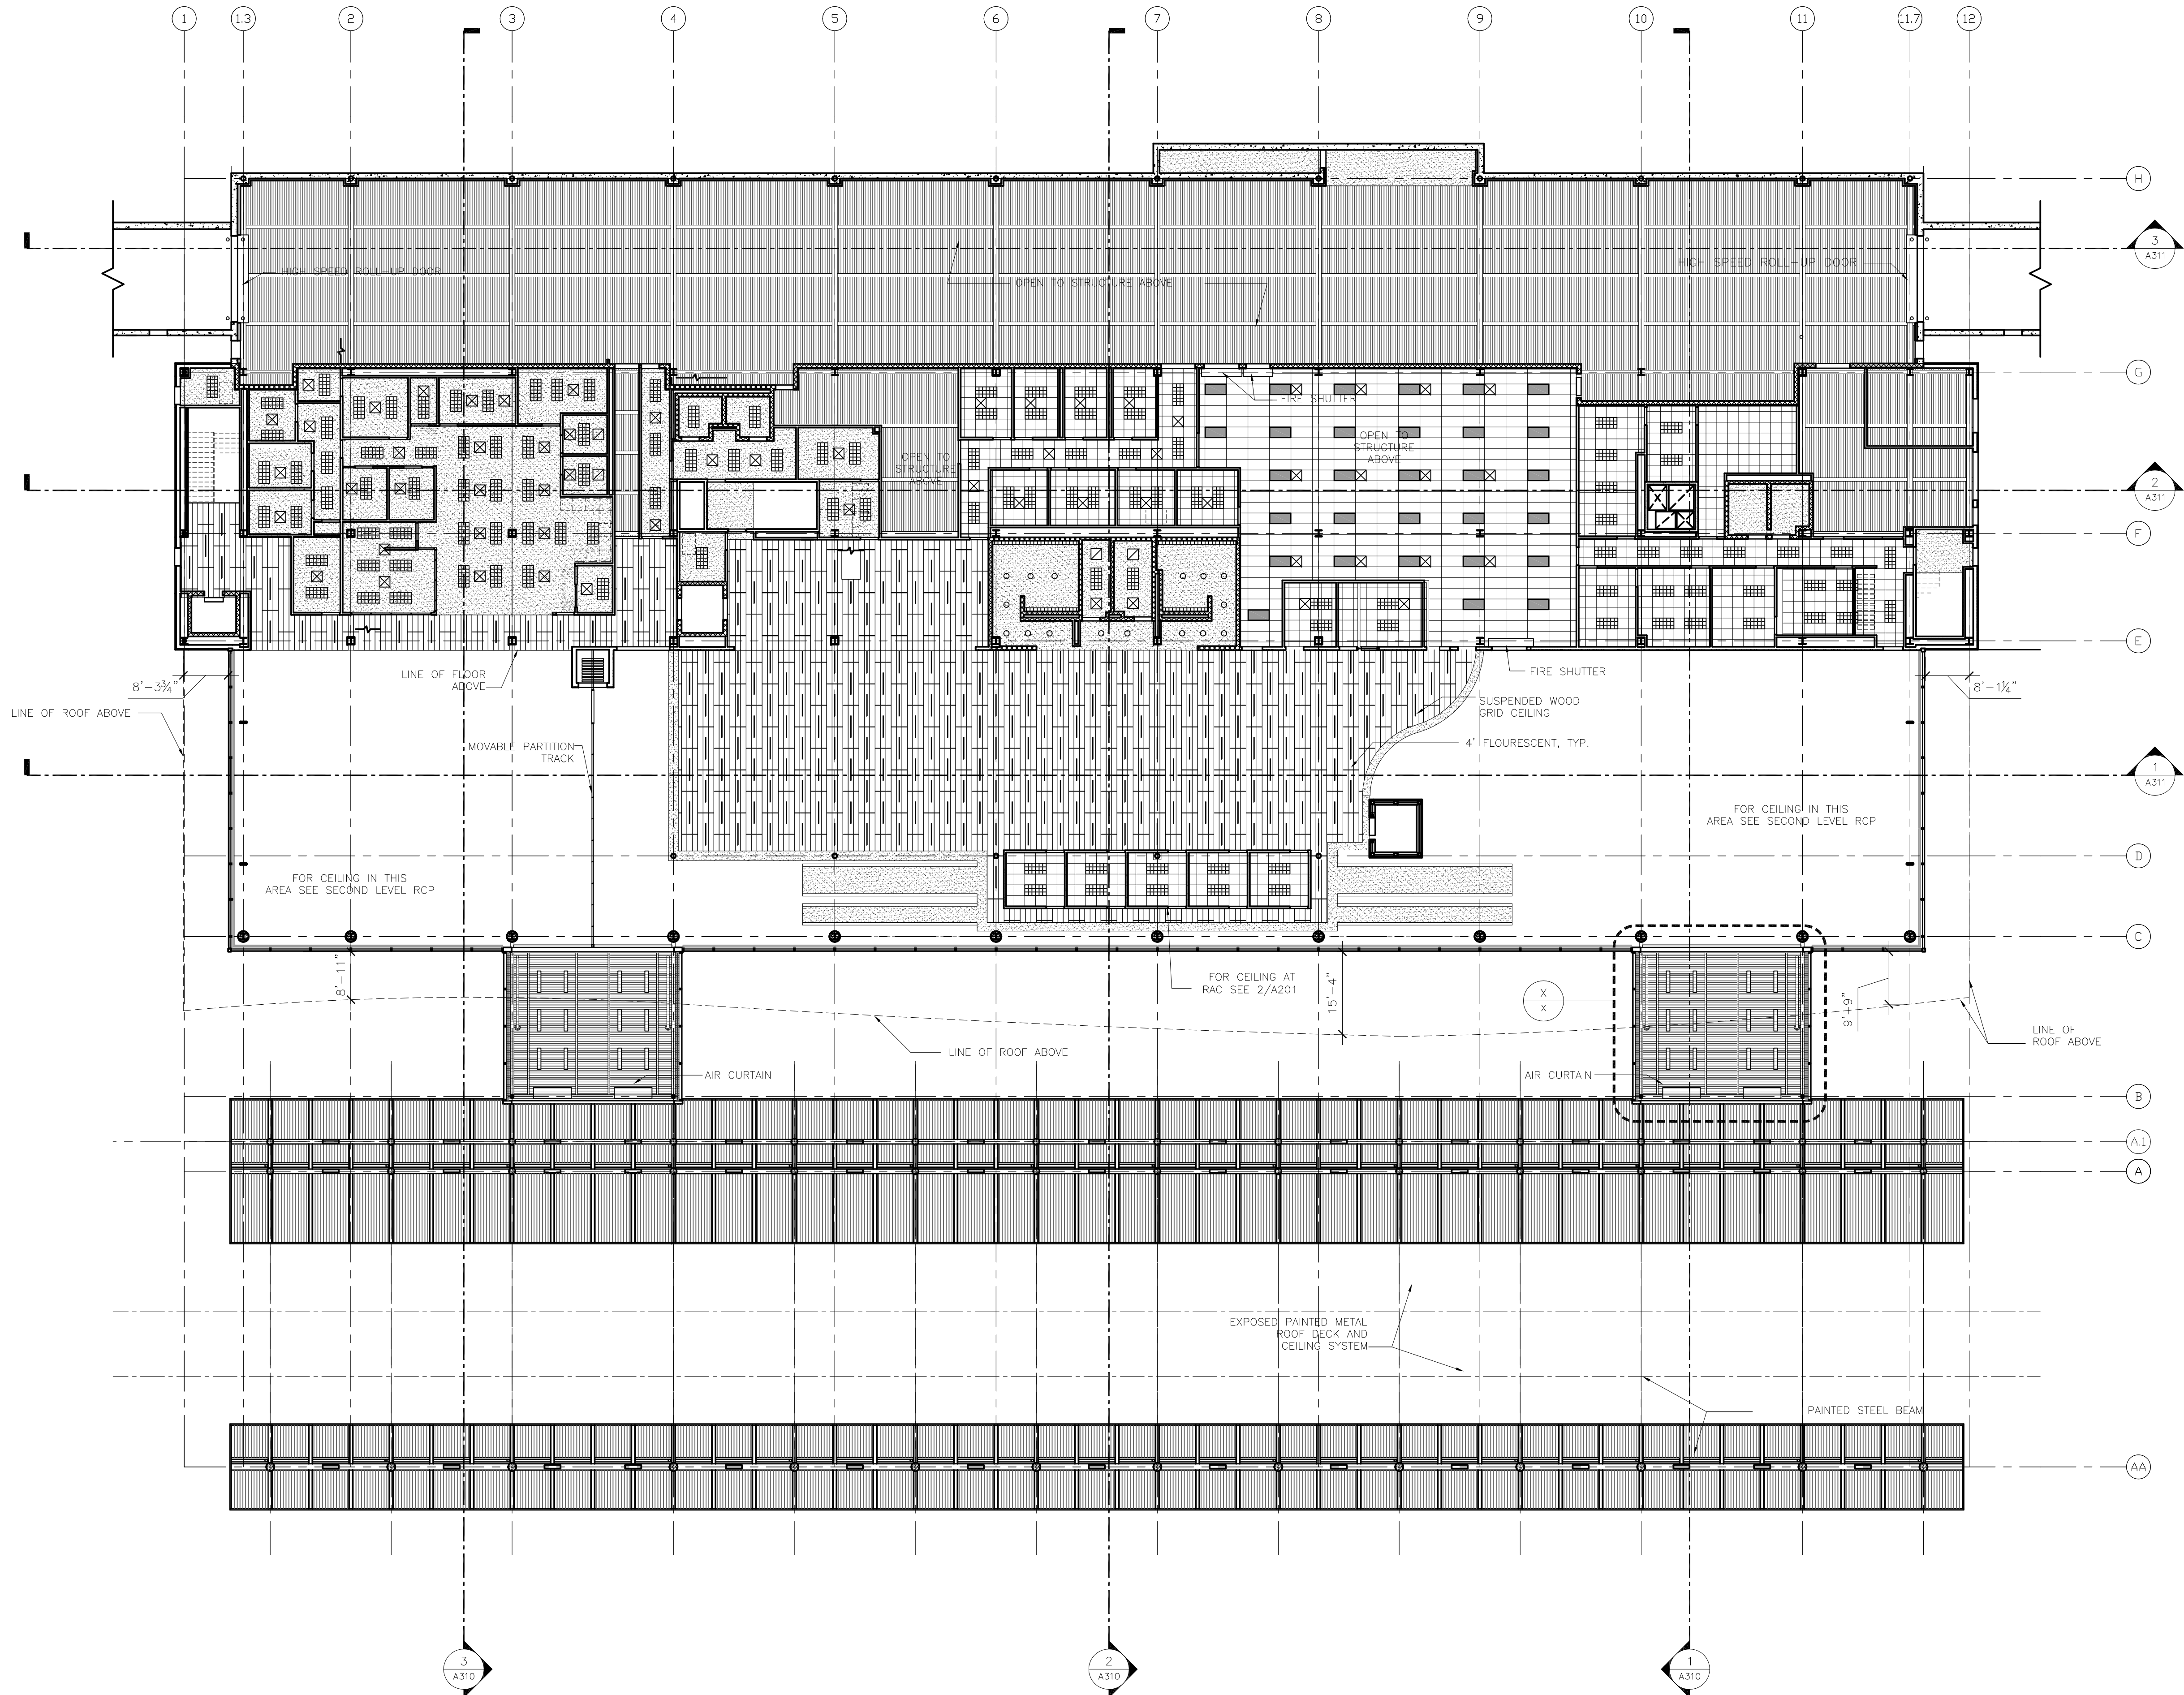 1
1.3
2
3
4
5
6
7
8
9
10
11
11.7
12
H
3
A311
HIGH SPEED ROLL-UP DOOR
HIGH SPEED ROLL-UP DOOR
OPEN TO STRUCTURE ABOVE
G
FIRE SHUTTER
OPEN TO
STRUCTURE
ABOVE
OPEN TO
STRUCTURE
ABOVE
2
A311
F
E
LINE OF FLOOR
ABOVE
FIRE SHUTTER
8'-3¾"
8'-1¼"
SUSPENDED WOOD
GRID CEILING
LINE OF ROOF ABOVE
MOVABLE PARTITION
TRACK
4' FLOURESCENT, TYP.
1
A311
FOR CEILING IN THIS
AREA SEE SECOND LEVEL RCP
D
FOR CEILING IN THIS
AREA SEE SECOND LEVEL RCP
C
8'-11"
FOR CEILING AT
RAC SEE 2/A201
15'-4"
X
X
9'-9"
LINE OF
ROOF ABOVE
LINE OF ROOF ABOVE
AIR CURTAIN
AIR CURTAIN
B
A.1
A
EXPOSED PAINTED METAL
ROOF DECK AND
CEILING SYSTEM
PAINTED STEEL BEAM
AA
3
A310
2
A310
1
A310